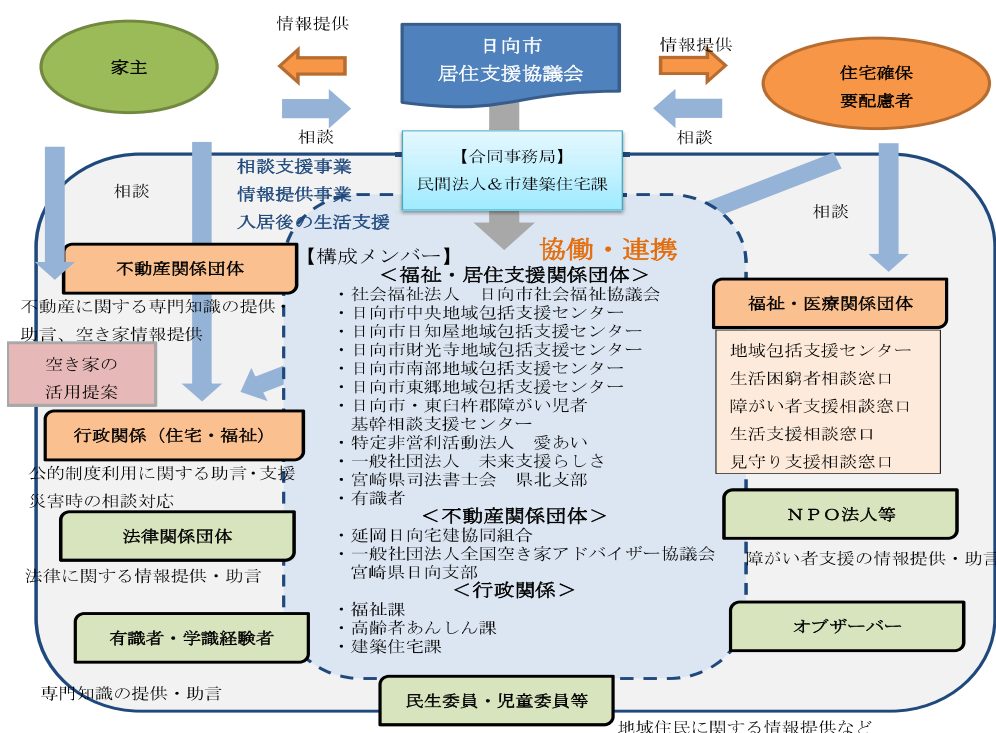 情報提供
日向市
居住支援協議会
情報提供
家主
住宅確保
要配慮者
相談
相談
【合同事務局】
民間法人&市建築住宅課
相談支援事業
情報提供事業
入居後の生活支援
相談
相談
協働・連携
不動産関係団体
不動産に関する専門知識の提供
助言、空き家情報提供
空き家の
活用提案
行政関係(住宅・福祉)
公的制度利用に関する助言・支援
災害時の相談対応
法律関係団体
法律に関する情報提供・助言
有識者・学識経験者
専門知識の提供・助言
【構成メンバー】
<福祉・居住支援関係団体>
・社会福祉法人 日向市社会福祉協議会
・日向市中央地域包括支援センター
・日向市日知屋地域包括支援センター
・日向市財光寺地域包括支援センター
・日向市南部地域包括支援センター
・日向市東郷地域包括支援センター
・日向市・東臼杵郡障がい児者
基幹相談支援センター
・特定非営利活動法人 愛あい
・一般社団法人 未来支援らしさ
・宮崎県司法書士会 県北支部
・有識者
<不動産関係団体>
・延岡日向宅建協同組合
・一般社団法人全国空き家アドバイザー協議会
宮崎県日向支部
<行政関係>
・福祉課
・高齢者あんしん課
・建築住宅課
福祉・医療関係団体
地域包括支援センター
生活困窮者相談窓口
障がい者支援相談窓口
生活支援相談窓口
見守り支援相談窓口
NPO法人等
障がい者支援の情報提供・助言
オブザーバー
民生委員・児童委員等
地域住民に関する情報提供など